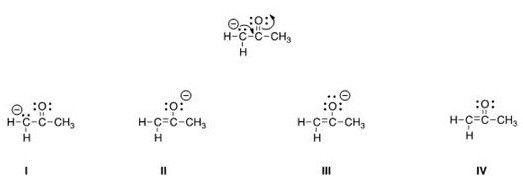 ⊖ :O:
H–C–C–CH₃
H
⊖ :O:
H–C–C–CH₃
H
I
:O: ⊖
H–C=C–CH₃
H
II
:O: ⊖
H–C=C–CH₃
H
III
:O:
H–C=C–CH₃
H
IV